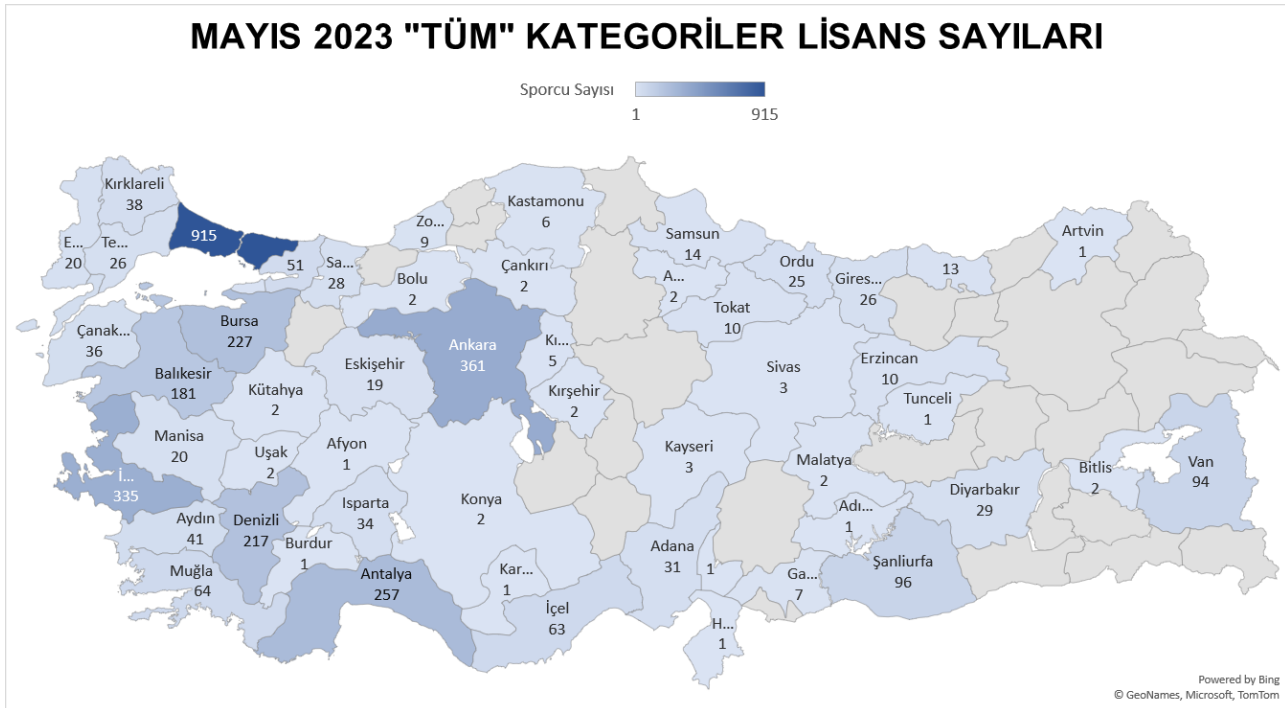 MAYIS 2023 "TÜM" KATEGORİLER LİSANS SAYILARI
Sporcu Sayısı
1
915
Kırklareli
38
E...
20
Te...
26
915
51
Sa...
28
Zo...
9
Kastamonu
6
Bolu
2
Çankırı
2
Samsun
14
A...
2
Ordu
25
Gires...
26
13
Artvin
1
Tokat
10
Çanak...
36
Bursa
227
Balıkesir
181
Kütahya
2
Eskişehir
19
Ankara
361
Kı...
5
Kırşehir
2
Sivas
3
Erzincan
10
Tunceli
1
Manisa
20
Uşak
2
Afyon
1
Kayseri
3
Malatya
2
Bitlis
2
Van
94
İ...
335
Aydın
41
Denizli
217
Isparta
34
Konya
2
Diyarbakır
29
Adı...
1
Burdur
1
Muğla
64
Antalya
257
Kar...
1
Adana
31
1
Ga...
7
Şanliurfa
96
İçel
63
H...
1
Powered by Bing
© GeoNames, Microsoft, TomTom